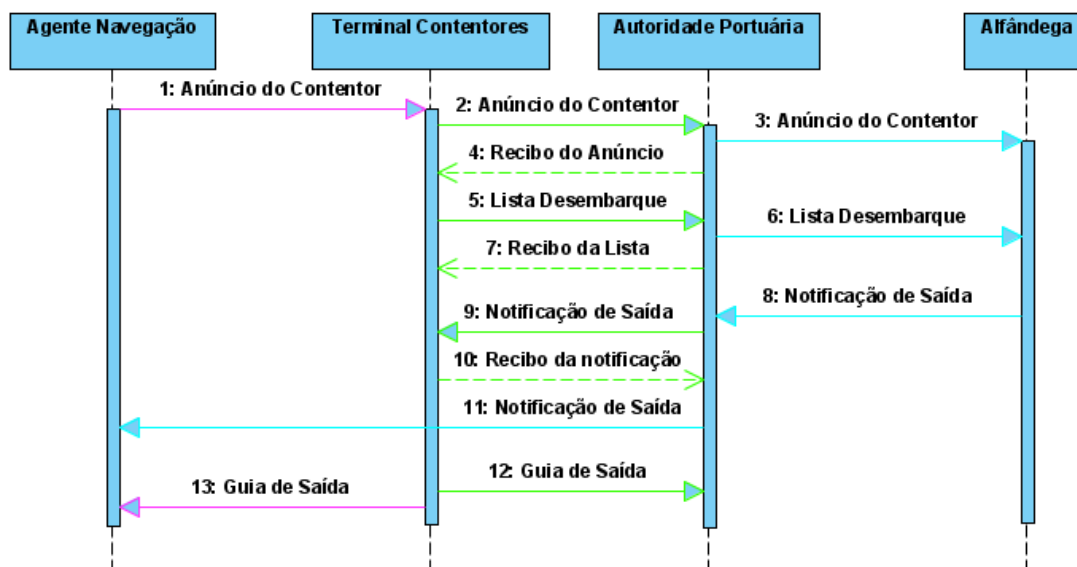 Agente Navegação
Terminal Contentores
Autoridade Portuária
Alfândega
1: Anúncio do Contentor
2: Anúncio do Contentor
3: Anúncio do Contentor
4: Recibo do Anúncio
5: Lista Desembarque
6: Lista Desembarque
7: Recibo da Lista
8: Notificação de Saída
9: Notificação de Saída
10: Recibo da notificação
11: Notificação de Saída
12: Guia de Saída
13: Guia de Saída